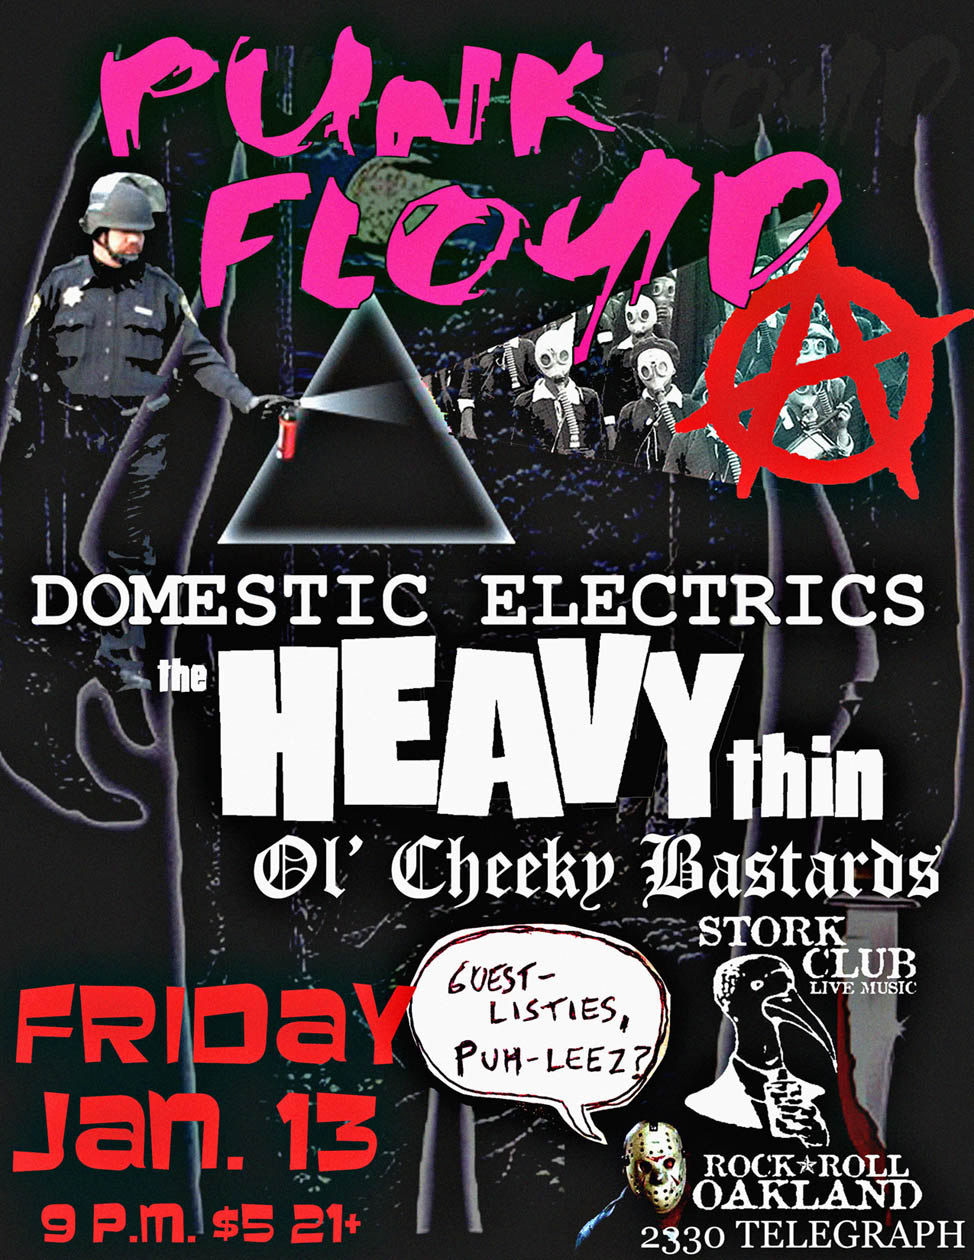 PUNK
FLOYD
DOMESTIC ELECTRICS
the HEAVY thin
Ol' Cheeky Bastards
STORK
CLUB
LIVE MUSIC
GUEST-
LISTIES,
PUH-LEEZ?
FRIDaY
Jan. 13
9 P.M. $5 21+
ROCK★ROLL
OAKLAND
2330 TELEGRAPH